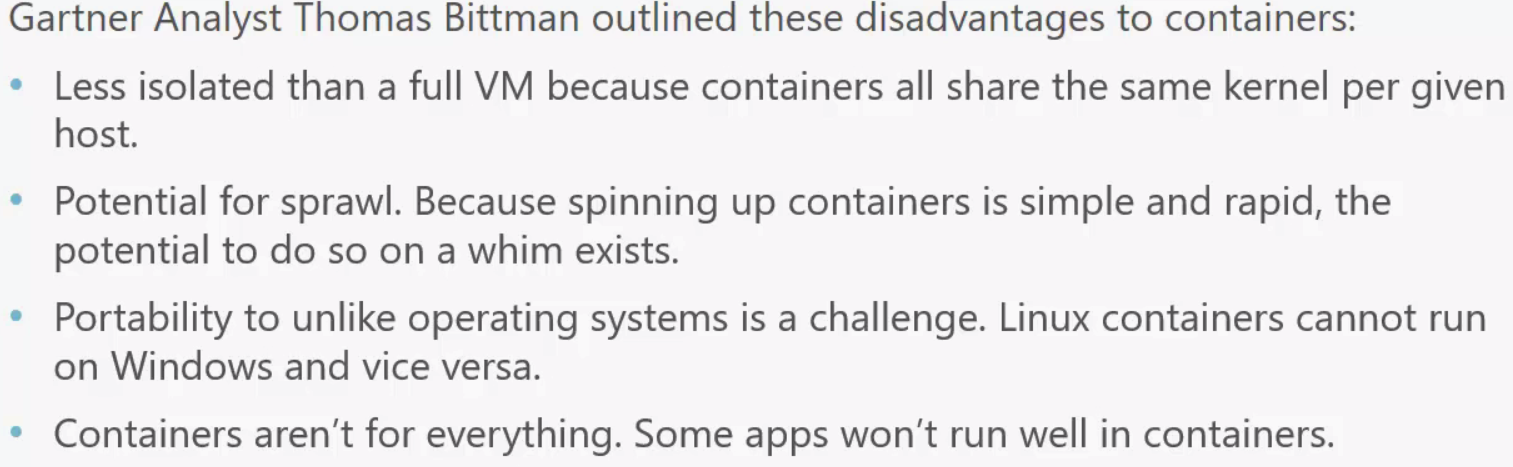 Gartner Analyst Thomas Bittman outlined these disadvantages to containers:
• Less isolated than a full VM because containers all share the same kernel per given
host.
• Potential for sprawl. Because spinning up containers is simple and rapid, the
potential to do so on a whim exists.
• Portability to unlike operating systems is a challenge. Linux containers cannot run
on Windows and vice versa.
• Containers aren’t for everything. Some apps won’t run well in containers.